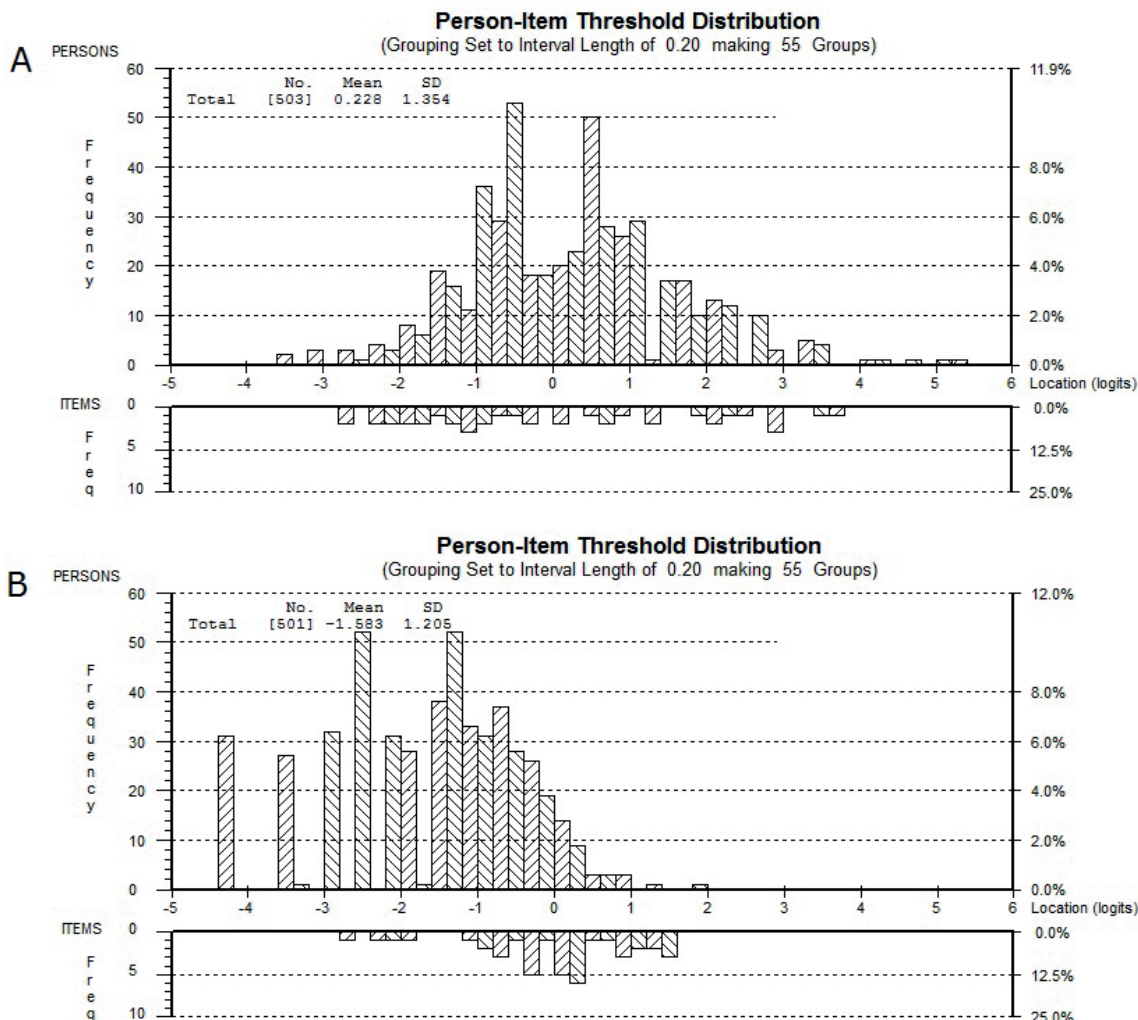 A
Person-Item Threshold Distribution
(Grouping Set to Interval Length of 0.20 making 55 Groups)
PERSONS
No. Mean SD
Total [503] 0.228 1.354
Frequency
60
50
40
30
20
10
0
11.9%
8.0%
6.0%
4.0%
2.0%
0.0%
-5 -4 -3 -2 -1 0 1 2 3 4 5 6 Location (logits)
ITEMS
Freq
0
5
10
0.0%
12.5%
25.0%
B
Person-Item Threshold Distribution
(Grouping Set to Interval Length of 0.20 making 55 Groups)
PERSONS
No. Mean SD
Total [501] -1.583 1.205
Frequency
60
50
40
30
20
10
0
12.0%
8.0%
6.0%
4.0%
2.0%
0.0%
-5 -4 -3 -2 -1 0 1 2 3 4 5 6 Location (logits)
ITEMS
Freq
0
5
10
0.0%
12.5%
25.0%